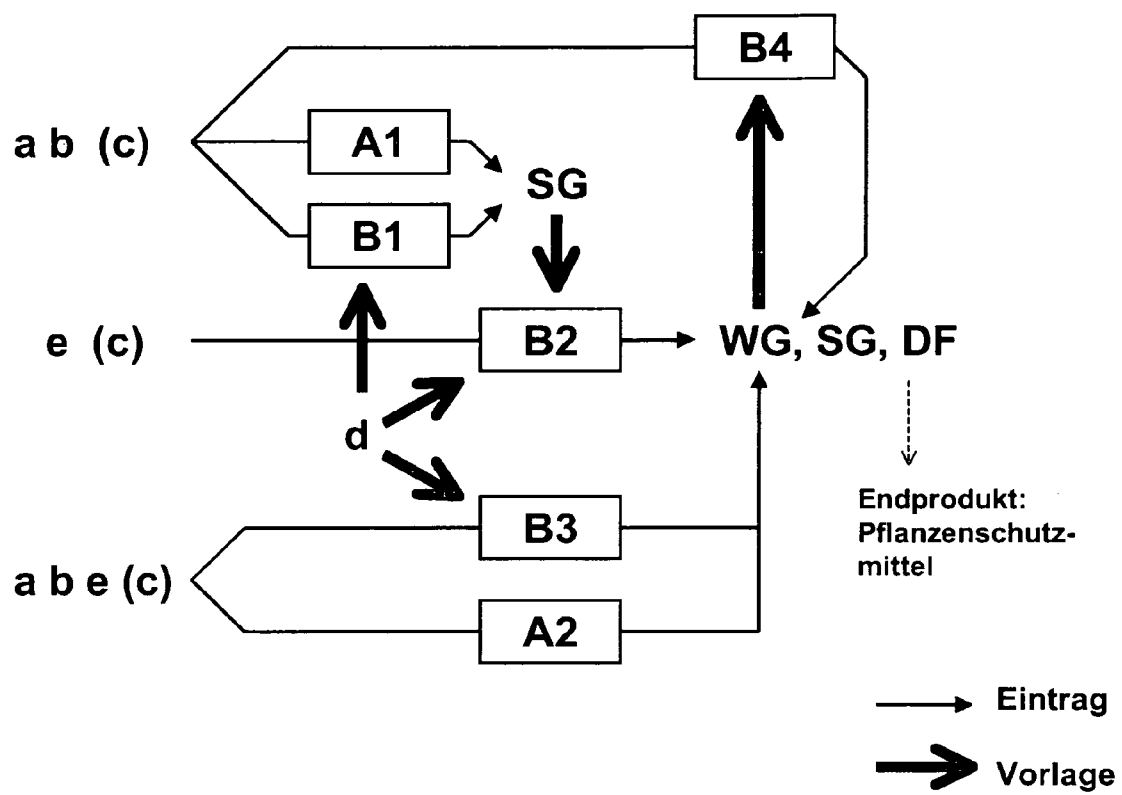 B4
a b (c)
A1
SG
B1
e (c)
B2
WG, SG, DF
d
Endprodukt:
Pflanzenschutz-
mittel
B3
a b e (c)
A2
Eintrag
Vorlage